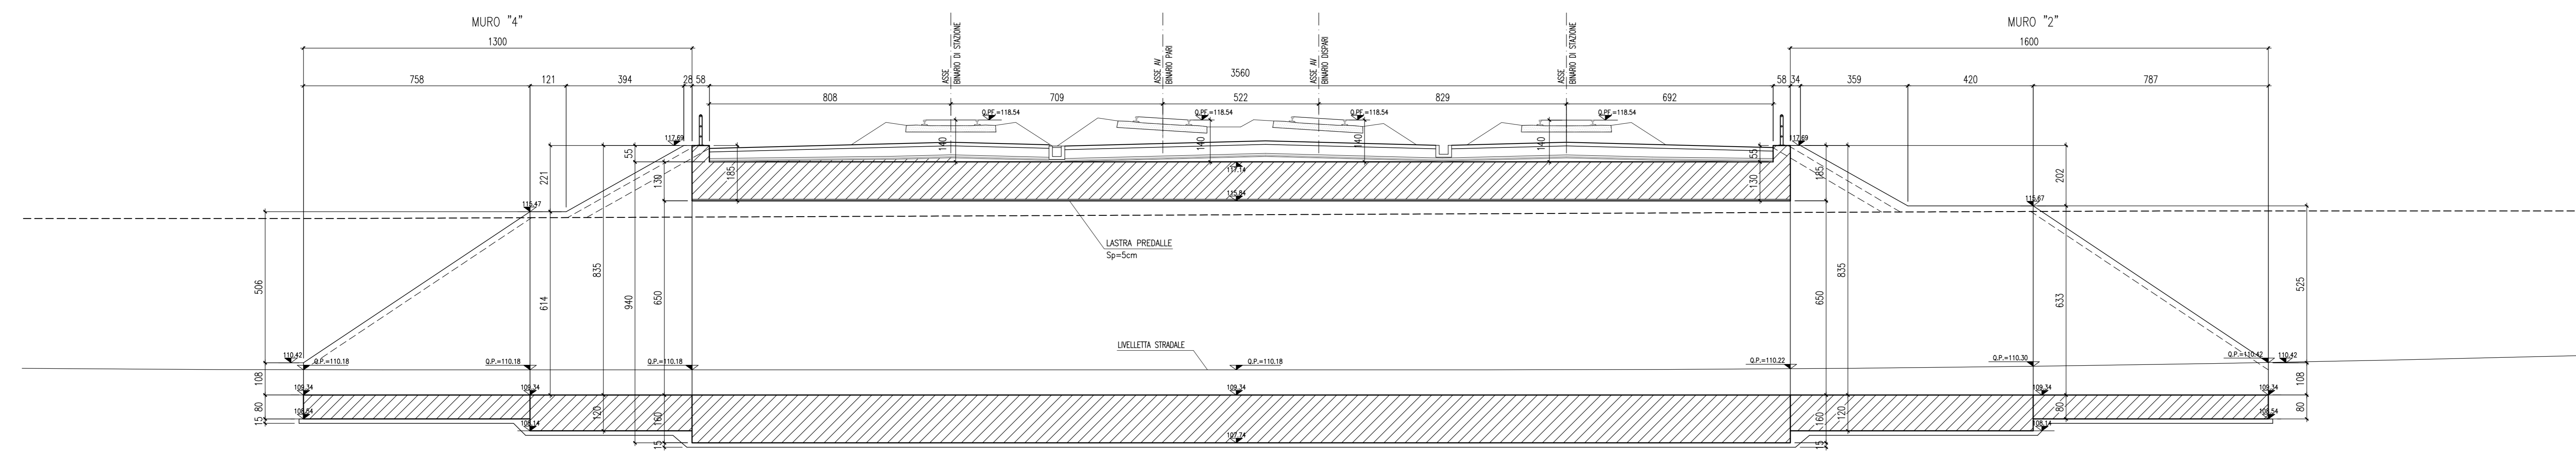 MURO "4"
MURO "2"
1300
1600
ASSE
BINARIO DI STAZIONE
ASSE AV
BINARIO PARI
ASSE AV
BINARIO DISPARI
ASSE
BINARIO DI STAZIONE
758
121
394
28
58
3560
58
34
359
420
787
808
709
522
829
692
Q.PF.=118.54
Q.PF.=118.54
Q.PF.=118.54
Q.PF.=118.54
117.69
117.69
140
140
140
140
55
55
130
185
130
185
117.14
115.84
221
202
115.47
115.67
LASTRA PREDALLE
Sp=5cm
506
614
835
940
650
650
835
633
525
LIVELLETTA STRADALE
110.42
Q.P.=110.18
Q.P.=110.18
Q.P.=110.18
Q.P.=110.18
Q.P.=110.22
Q.P.=110.30
Q.P.=110.42
110.42
108
108
109.34
109.34
109.34
109.34
109.34
80
15
120
160
15
160
120
15
80
80
108.54
108.14
107.74
108.14
108.54